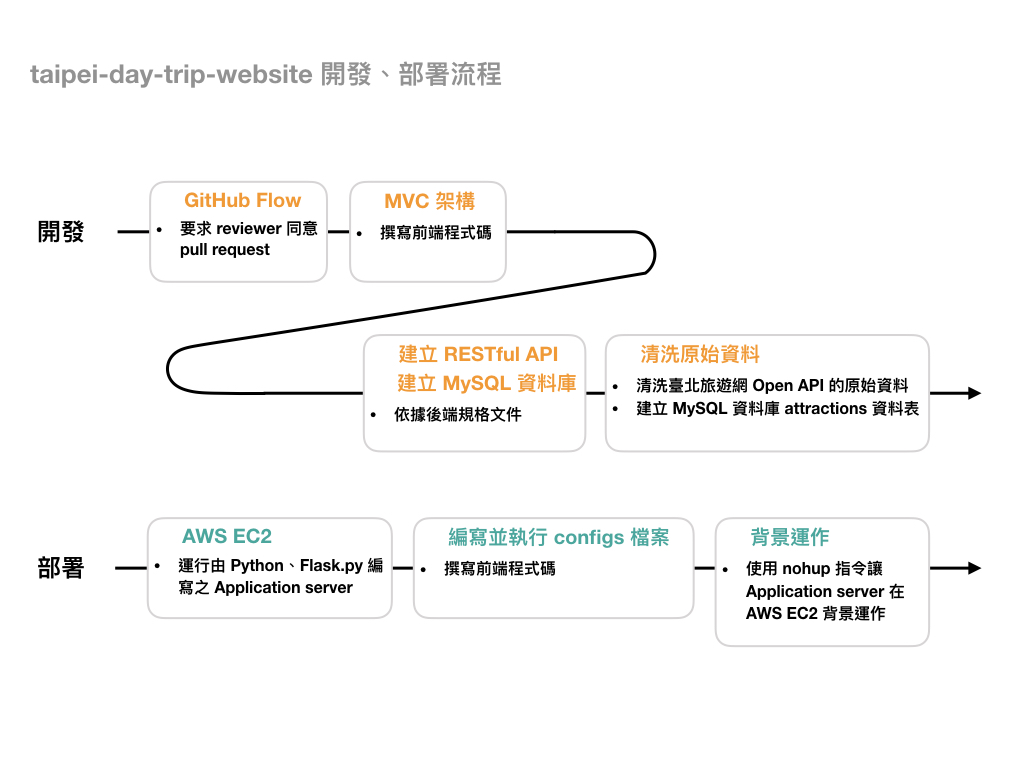 taipei-day-trip-website 開發、部署流程
開發
GitHub Flow
• 要求 reviewer 同意
pull request
MVC 架構
• 撰寫前端程式碼
建立 RESTful API
建立 MySQL 資料庫
• 依據後端規格文件
清洗原始資料
• 清洗臺北旅遊網 Open API 的原始資料
• 建立 MySQL 資料庫 attractions 資料表
部署
AWS EC2
• 運行由 Python、Flask.py 編
寫之 Application server
編寫並執行 configs 檔案
• 撰寫前端程式碼
背景運作
• 使用 nohup 指令讓
Application server 在
AWS EC2 背景運作